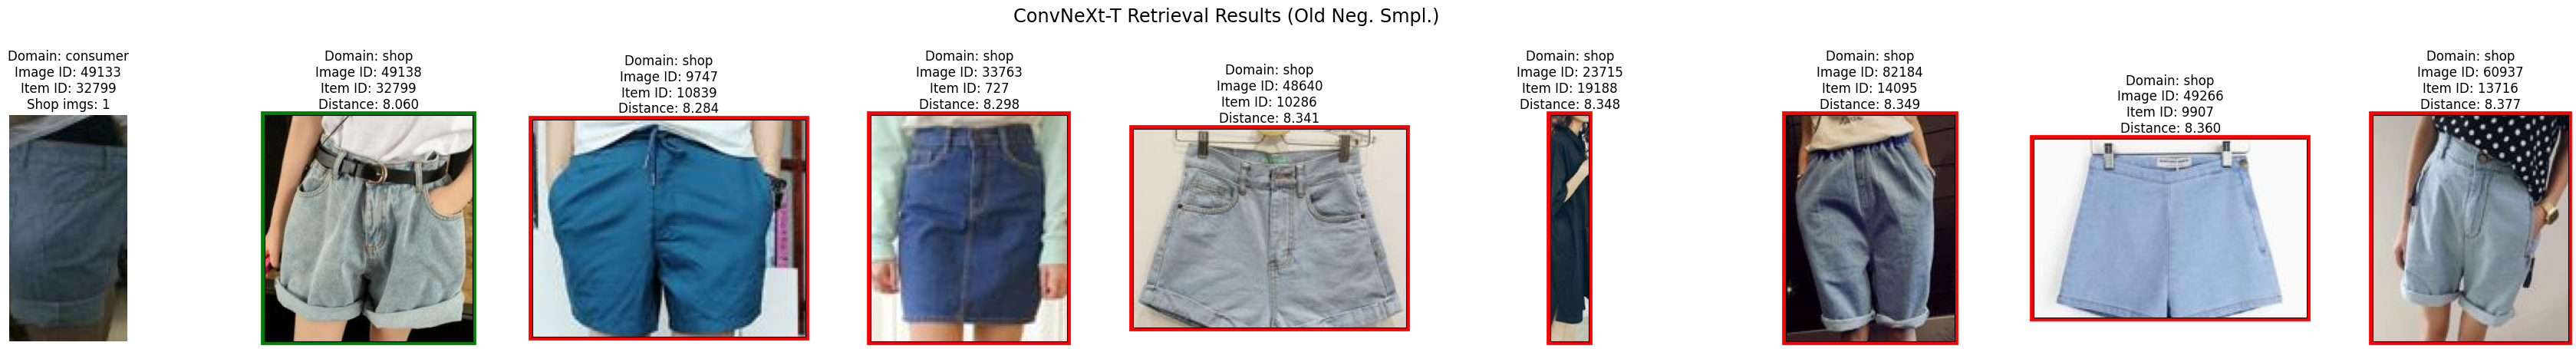 ConvNeXt-T Retrieval Results (Old Neg. Smpl.)
Domain: consumer
Image ID: 49133
Item ID: 32799
Shop imgs: 1
Domain: shop
Image ID: 49138
Item ID: 32799
Distance: 8.060
Domain: shop
Image ID: 9747
Item ID: 10839
Distance: 8.284
Domain: shop
Image ID: 33763
Item ID: 727
Distance: 8.298
Domain: shop
Image ID: 48640
Item ID: 10286
Distance: 8.341
Domain: shop
Image ID: 23715
Item ID: 19188
Distance: 8.348
Domain: shop
Image ID: 82184
Item ID: 14095
Distance: 8.349
Domain: shop
Image ID: 49266
Item ID: 9907
Distance: 8.360
Domain: shop
Image ID: 60937
Item ID: 13716
Distance: 8.377